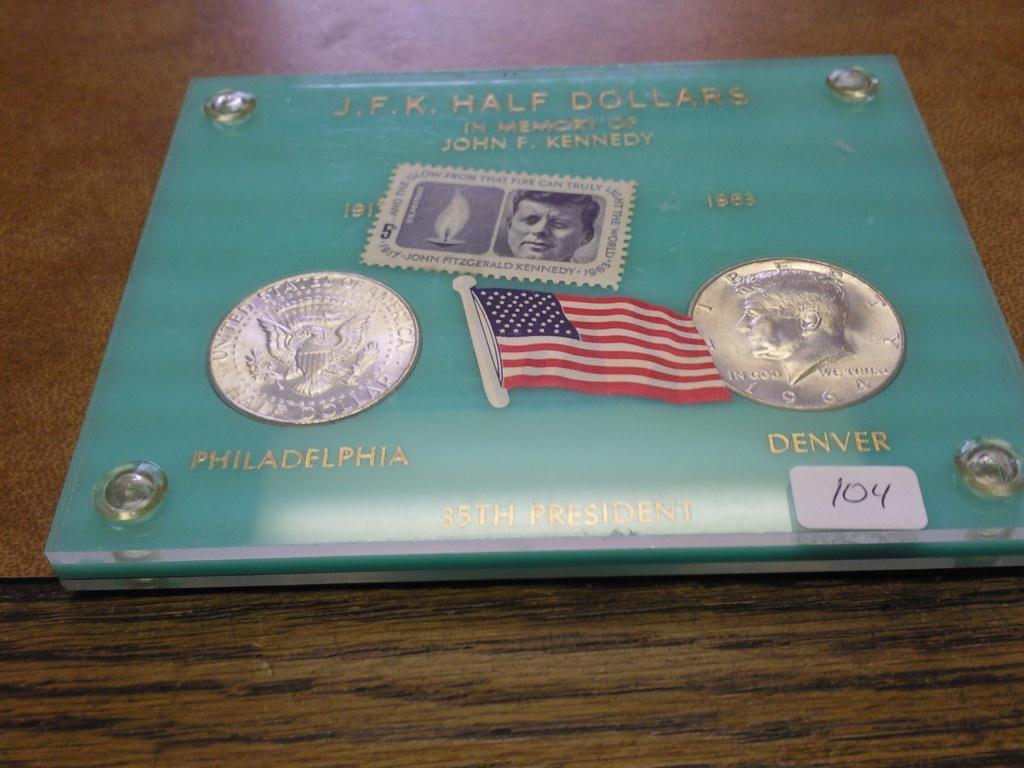 J.F.K. HALF DOLLARS
IN MEMORY OF
JOHN F. KENNEDY
AND THE GLOW FROM THAT FIRE CAN TRULY LIGHT THE WORLD
5
1917 · JOHN FITZGERALD KENNEDY · 1963
191
1963
UNITED STATES OF AMERICA
HALF DOLLAR
LIBERTY
IN GOD WE TRUST
1964
PHILADELPHIA
DENVER
35TH PRESIDENT
104